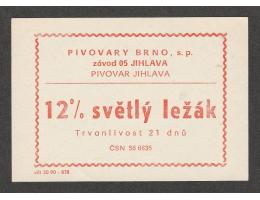 PIVOVARY BRNO, s.p.
závod 05 JIHLAVA
PIVOVAR JIHLAVA
12% světlý ležák
Trvanlivost 21 dnů
ČSN 56 6635